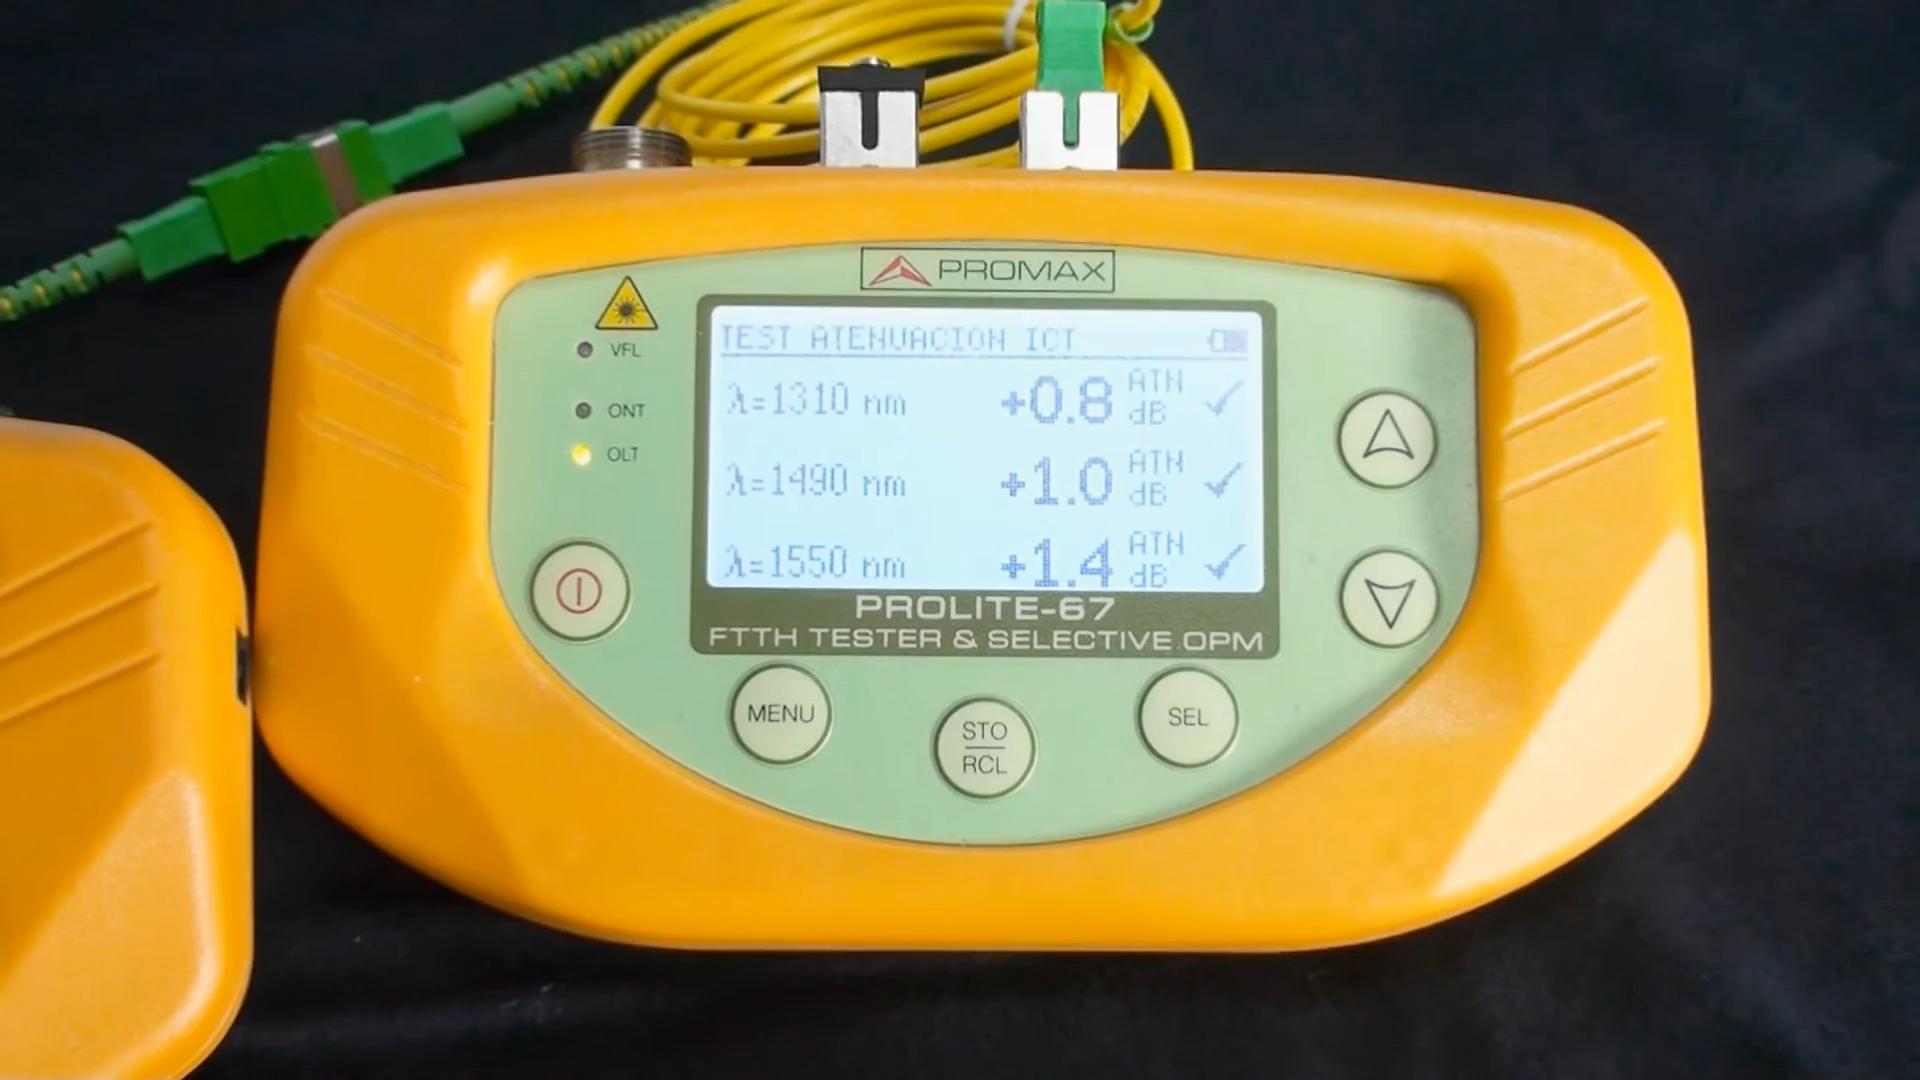 PROMAX
VFL
ONT
OLT
TEST ATENUACION ICT
λ=1310 nm +0.8 ATN dB ✓
λ=1490 nm +1.0 ATN dB ✓
λ=1550 nm +1.4 ATN dB ✓
PROLITE-67
FTTH TESTER & SELECTIVE OPM
MENU
STO
RCL
SEL